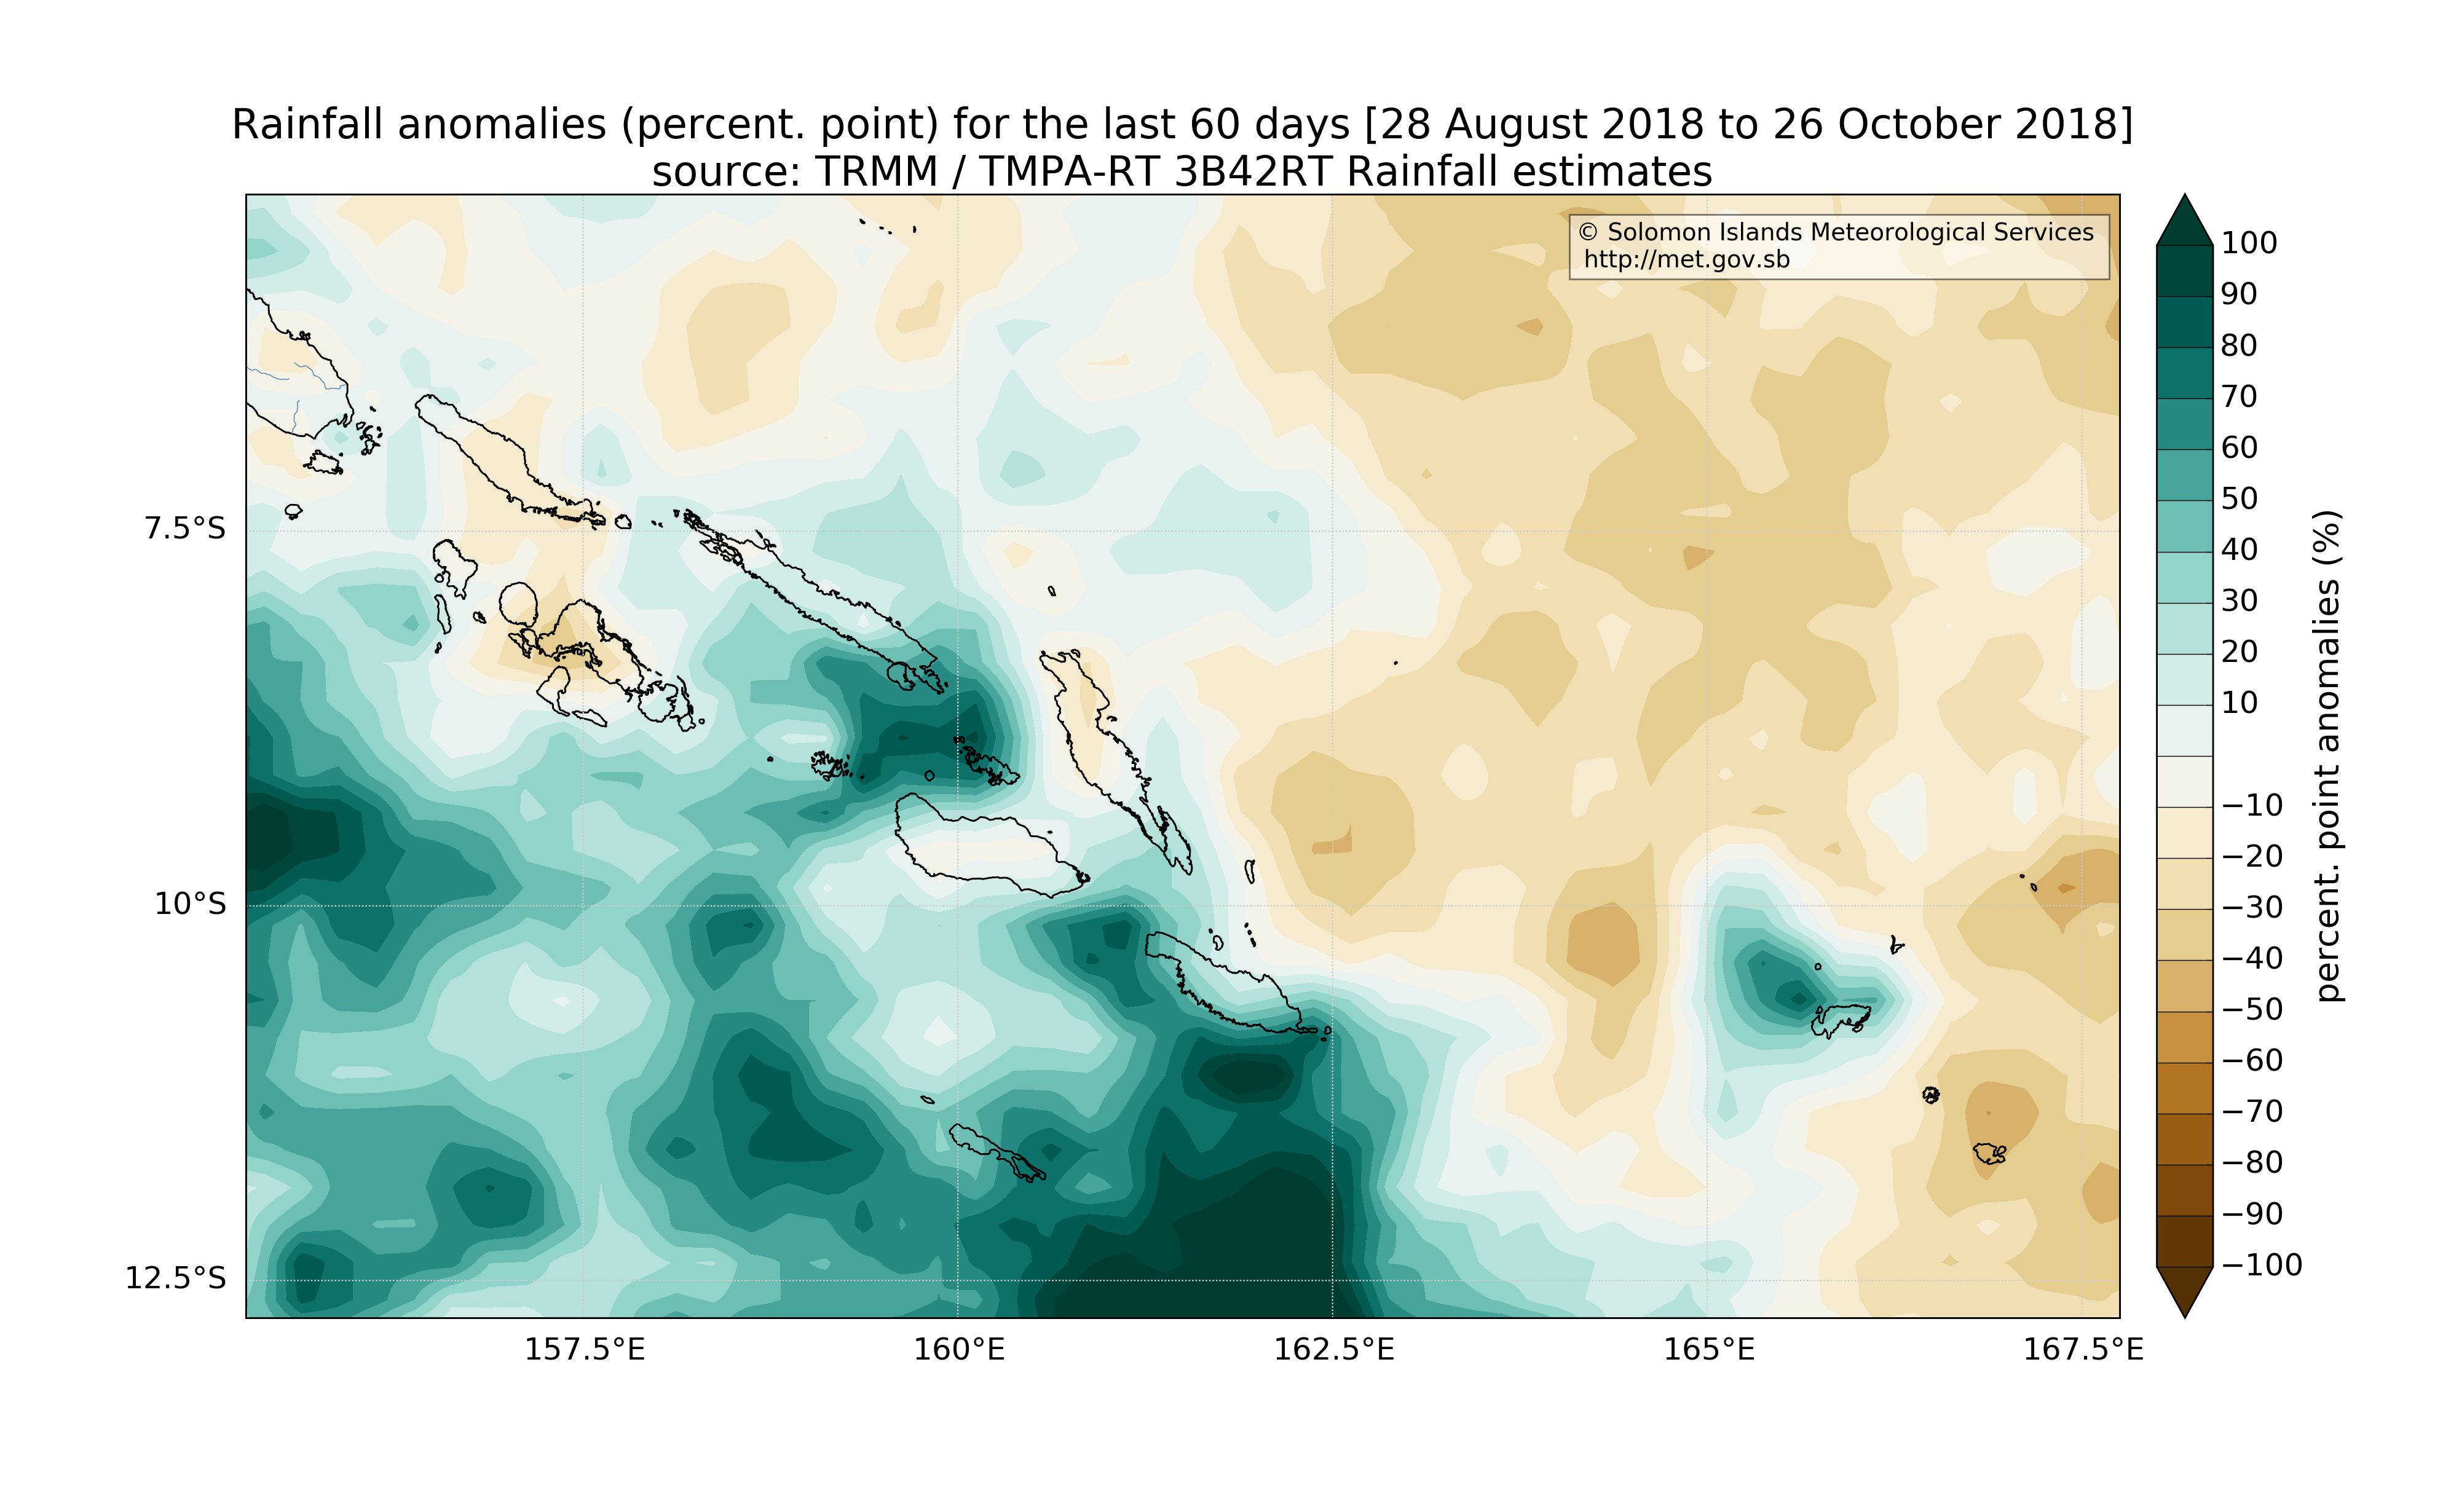 Rainfall anomalies (percent. point) for the last 60 days [28 August 2018 to 26 October 2018]
source: TRMM / TMPA-RT 3B42RT Rainfall estimates
© Solomon Islands Meteorological Services
http://met.gov.sb
7.5°S
10°S
12.5°S
157.5°E
160°E
162.5°E
165°E
167.5°E
100
90
80
70
60
50
40
30
20
10
−10
−20
−30
−40
−50
−60
−70
−80
−90
−100
percent. point anomalies (%)